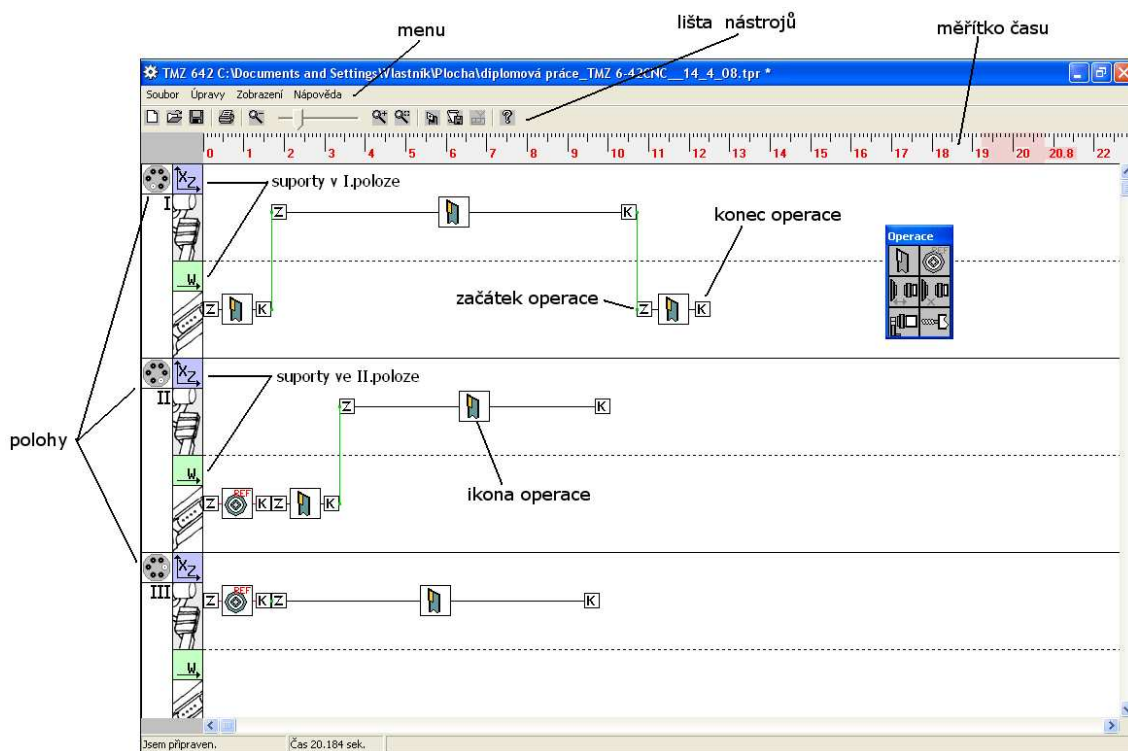 menu
lišta nástrojů
měřítko času
TMZ 642 C:\Documents and Settings\Vlastník\Plocha\diplomová práce_TMZ 6-42CNC__14_4_08.tpr *
Soubor Úpravy Zobrazení Nápověda
0 1 2 3 4 5 6 7 8 9 10 11 12 13 14 15 16 17 18 19 20 20.8 22
X Z
suporty v I.poloze
I
Z K
konec operace
Operace
W
začátek operace
Z K Z K
X Z
suporty ve II.poloze
II
Z K
polohy
W
ikona operace
REF
Z K Z K
X Z
III
REF
Z K Z K
W
Jsem připraven. Čas 20.184 sek.